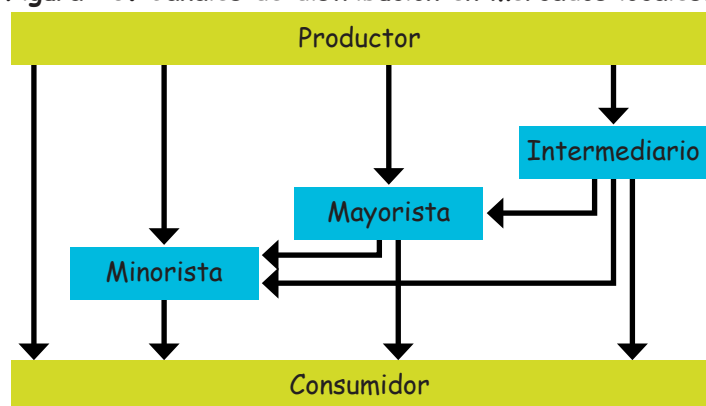 Productor
Intermediario
Mayorista
Minorista
Consumidor